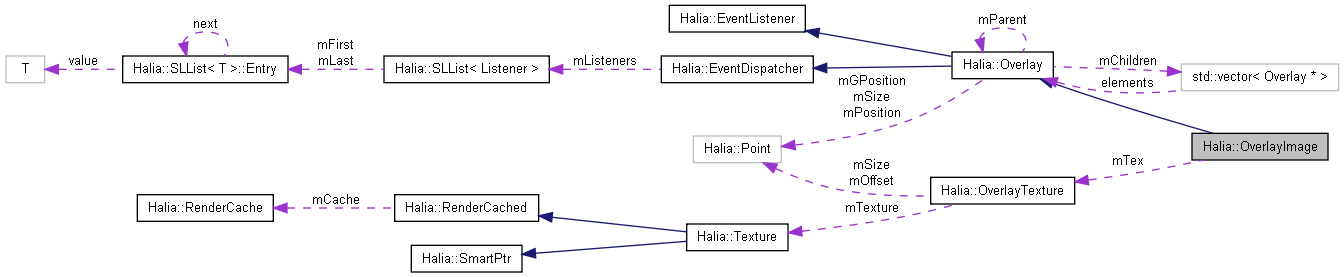 Halia::EventListener
next
mParent
mFirst
mLast
value
mListeners
mChildren
T
Halia::SLList< T >::Entry
Halia::SLList< Listener >
Halia::EventDispatcher
Halia::Overlay
std::vector< Overlay * >
elements
mGPosition
mSize
mPosition
Halia::Point
Halia::OverlayImage
mTex
mSize
mOffset
Halia::OverlayTexture
mCache
mTexture
Halia::RenderCache
Halia::RenderCached
Halia::Texture
Halia::SmartPtr